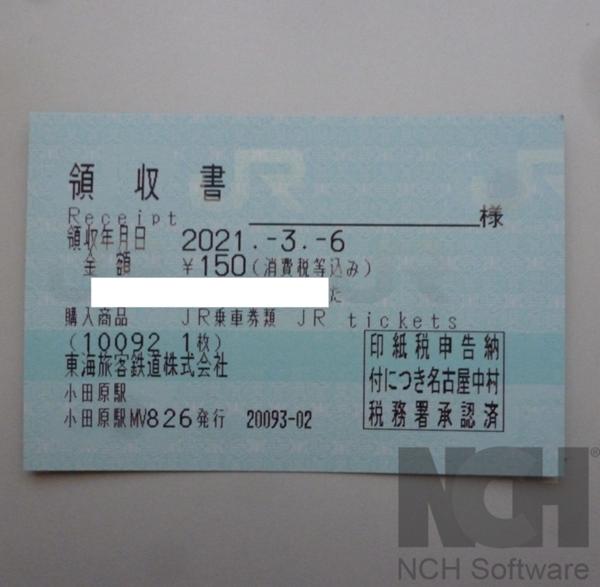 領収書
Receipt
様
領収年月日 2021.-3.-6
金額 ¥150(消費税等込み)
た
購入商品 JR乗車券類 JR tickets
(10092 1枚)
東海旅客鉄道株式会社
小田原駅
小田原駅MV826発行 20093-02
印紙税申告納
付につき名古屋中村
税務署承認済
NCH
®
NCH Software